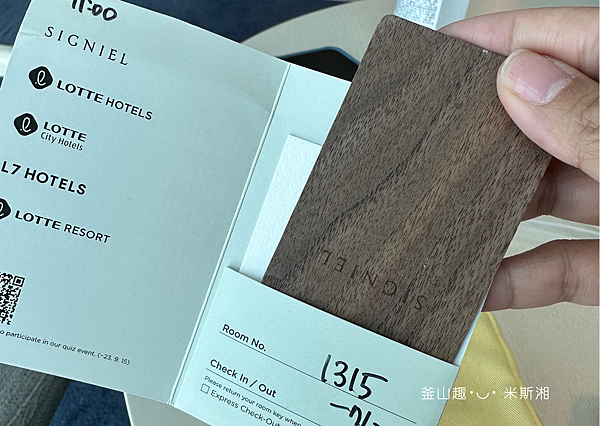 11:00
SIGNIEL
LOTTE HOTELS
LOTTE
City Hotels
L7 HOTELS
LOTTE RESORT
to participate in our quiz event. (~23. 9. 15)
SIGNIEL
Room No.
1315
Check In / Out
Please return your room key when
Express Check-Out
釜山趣･◡･ 米斯湘